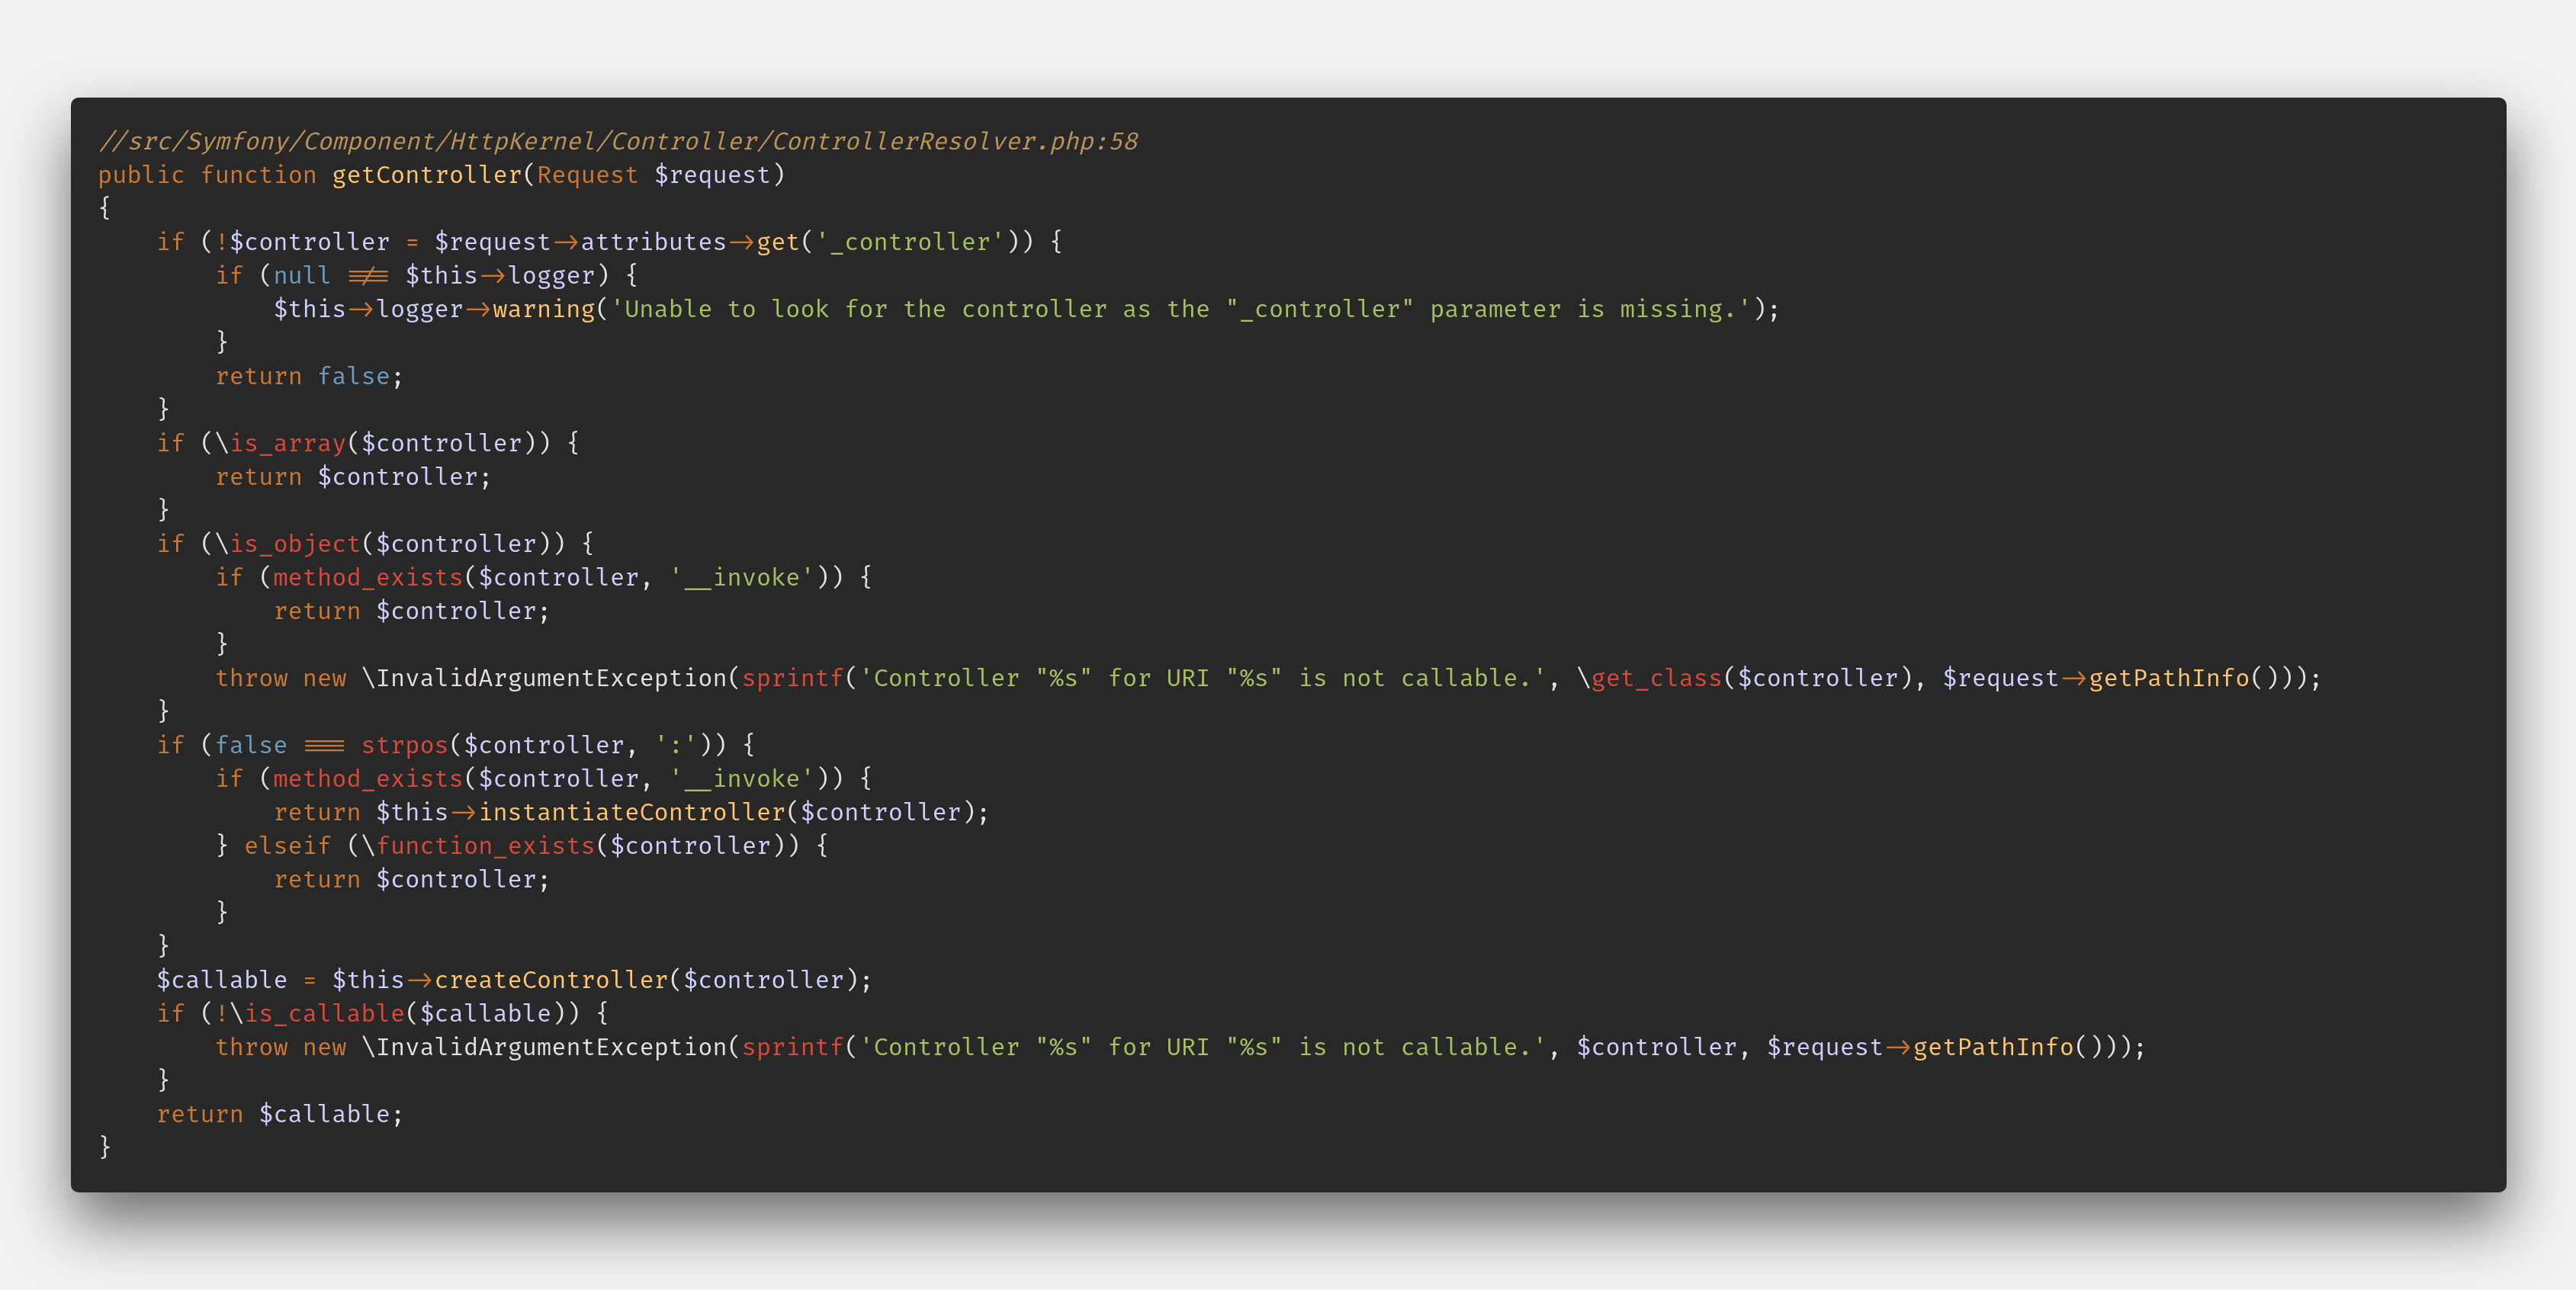 //src/Symfony/Component/HttpKernel/Controller/ControllerResolver.php:58
public function getController(Request $request)
{
    if (!$controller = $request->attributes->get('_controller')) {
        if (null !== $this->logger) {
            $this->logger->warning('Unable to look for the controller as the "_controller" parameter is missing.');
        }
        return false;
    }
    if (\is_array($controller)) {
        return $controller;
    }
    if (\is_object($controller)) {
        if (method_exists($controller, '__invoke')) {
            return $controller;
        }
        throw new \InvalidArgumentException(sprintf('Controller "%s" for URI "%s" is not callable.', \get_class($controller), $request->getPathInfo()));
    }
    if (false === strpos($controller, ':')) {
        if (method_exists($controller, '__invoke')) {
            return $this->instantiateController($controller);
        } elseif (\function_exists($controller)) {
            return $controller;
        }
    }
    $callable = $this->createController($controller);
    if (!\is_callable($callable)) {
        throw new \InvalidArgumentException(sprintf('Controller "%s" for URI "%s" is not callable.', $controller, $request->getPathInfo()));
    }
    return $callable;
}